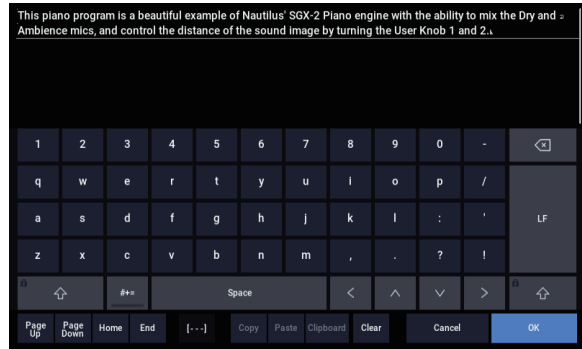 This piano program is a beautiful example of Nautilus' SGX-2 Piano engine with the ability to mix the Dry and
Ambience mics, and control the distance of the sound image by turning the User Knob 1 and 2.
1 2 3 4 5 6 7 8 9 0 -
q w e r t y u i o p /
a s d f g h j k l : ' LF
z x c v b n m , . ? !
#+= Space < ∧ ∨ >
Page Up Page Down Home End [---] Copy Paste Clipboard Clear Cancel OK